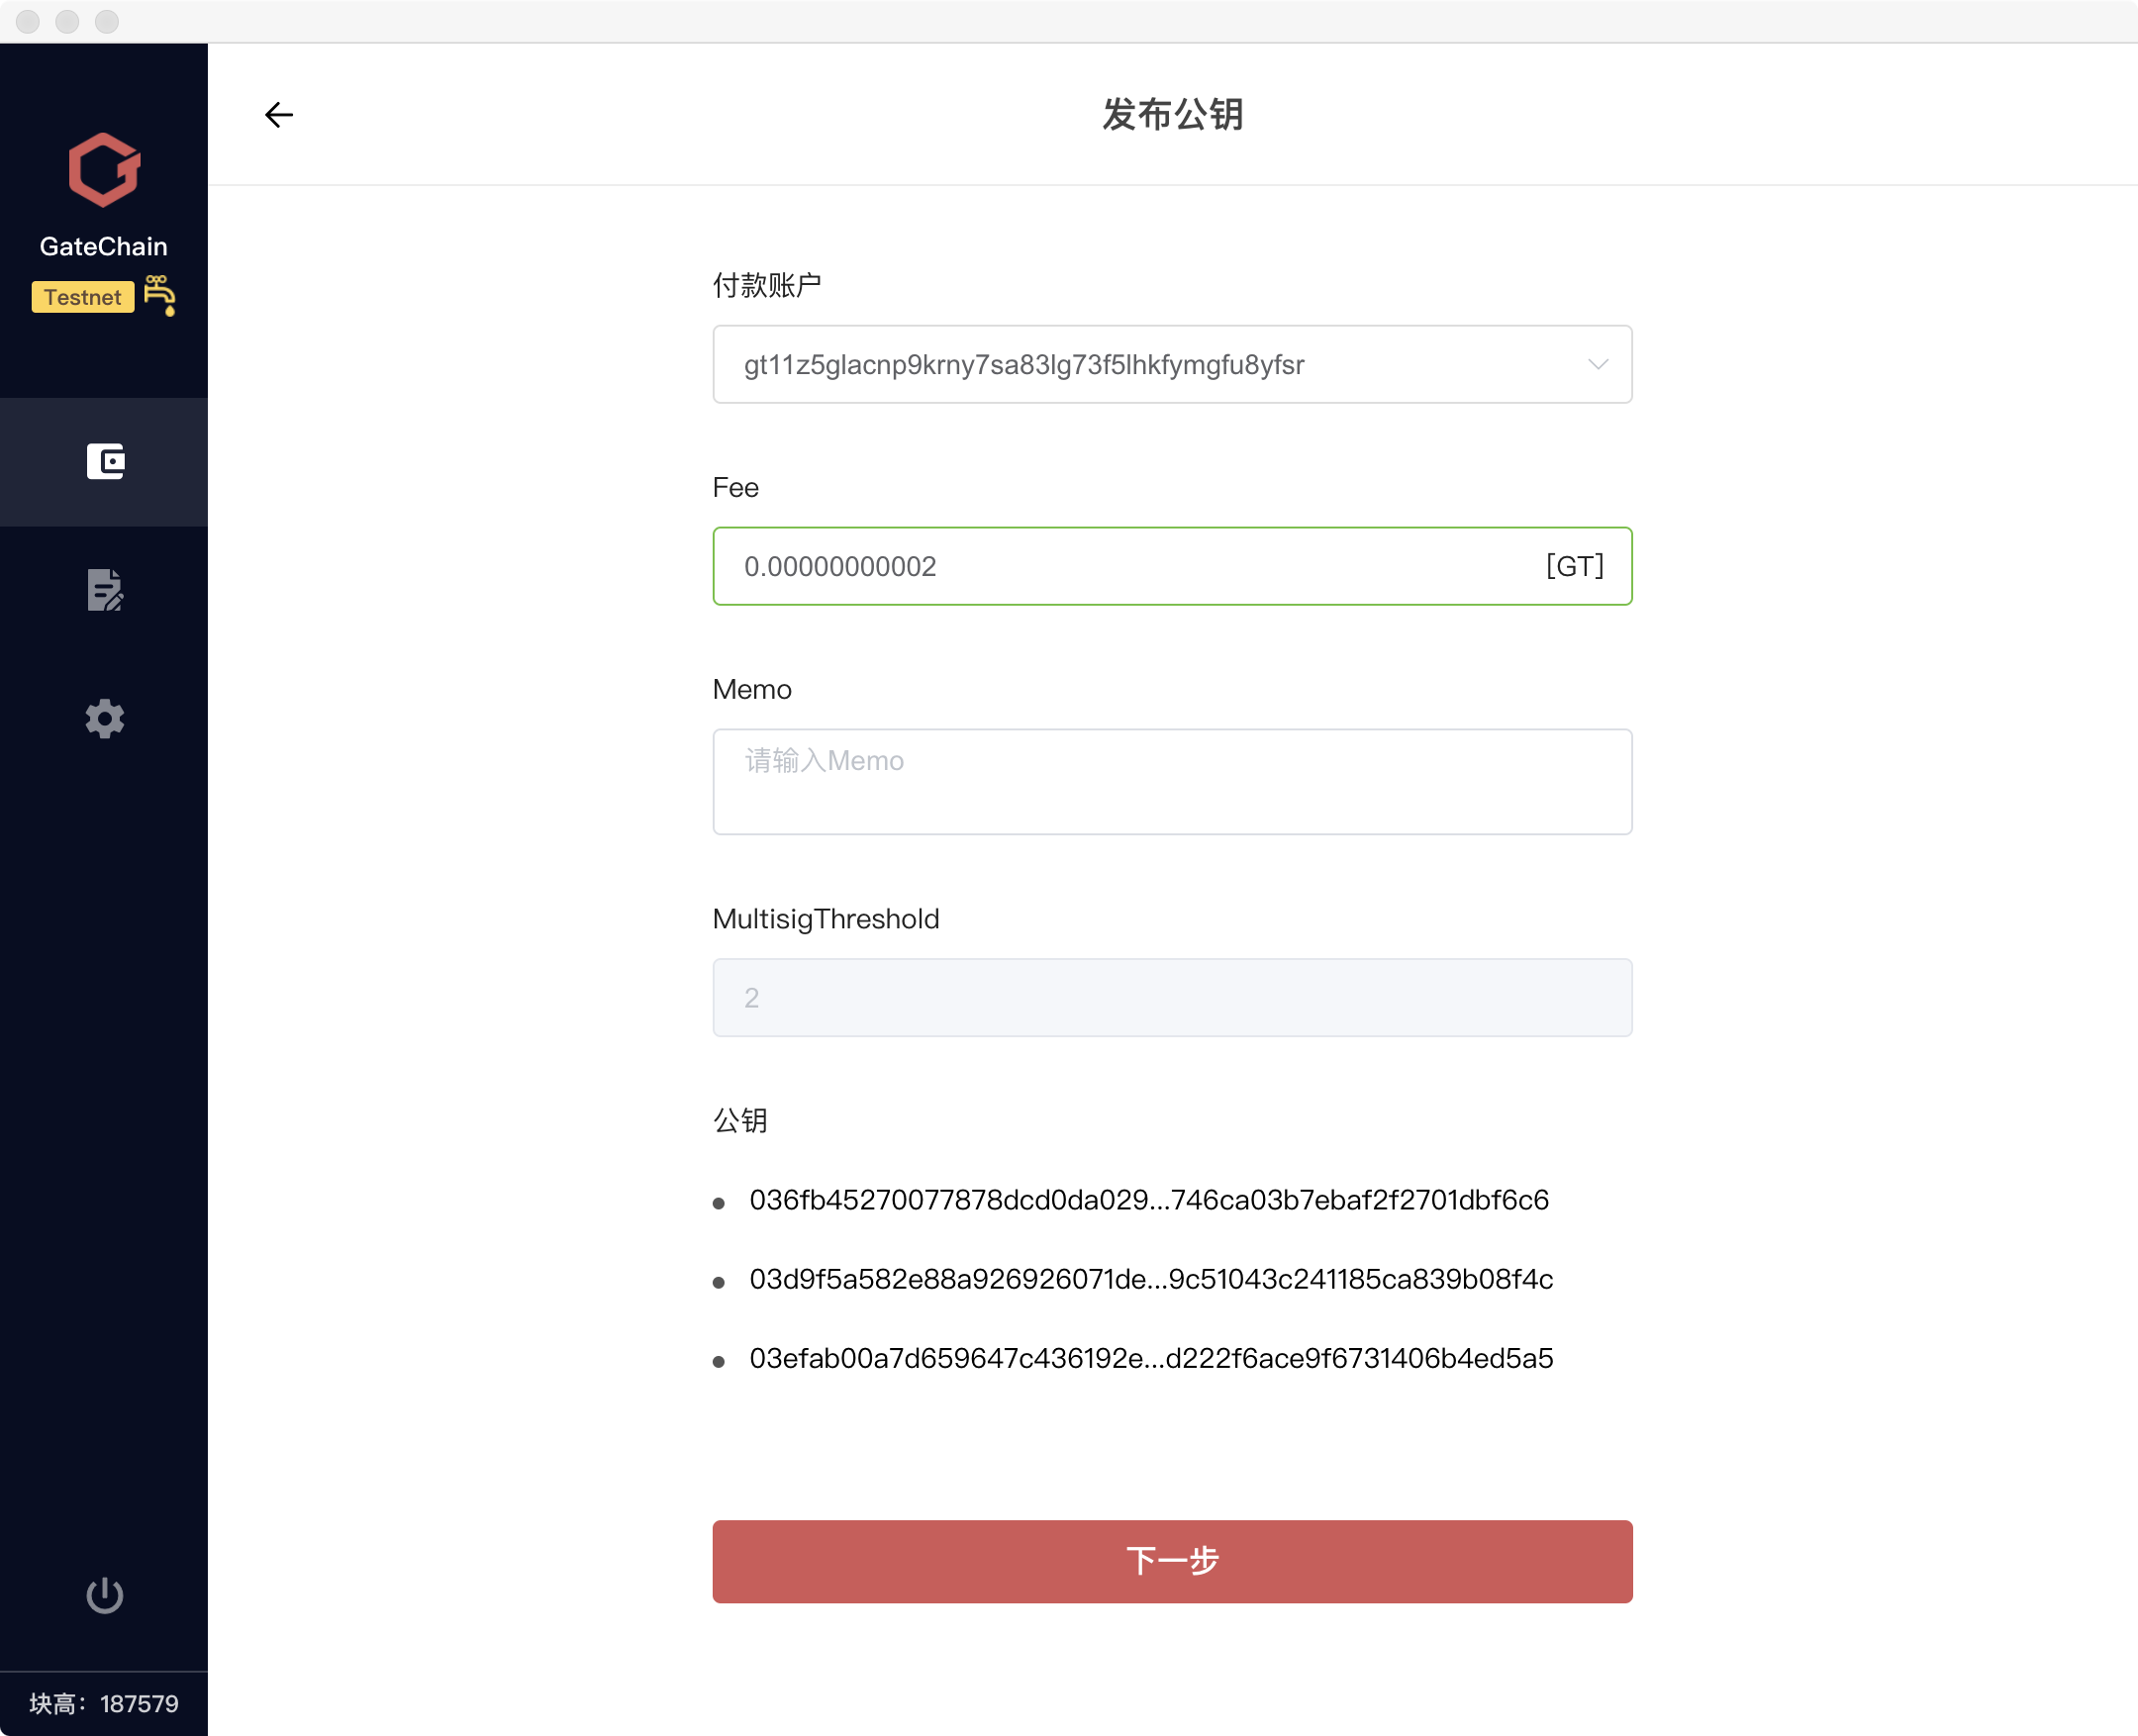 发布公钥
GateChain
Testnet
付款账户
gt11z5glacnp9krny7sa83lg73f5lhkfymgfu8yfsr
Fee
0.00000000002 [GT]
Memo
请输入Memo
MultisigThreshold
2
公钥
036fb45270077878dcd0da029...746ca03b7ebaf2f2701dbf6c6
03d9f5a582e88a926926071de...9c51043c241185ca839b08f4c
03efab00a7d659647c436192e...d222f6ace9f6731406b4ed5a5
下一步
块高：187579